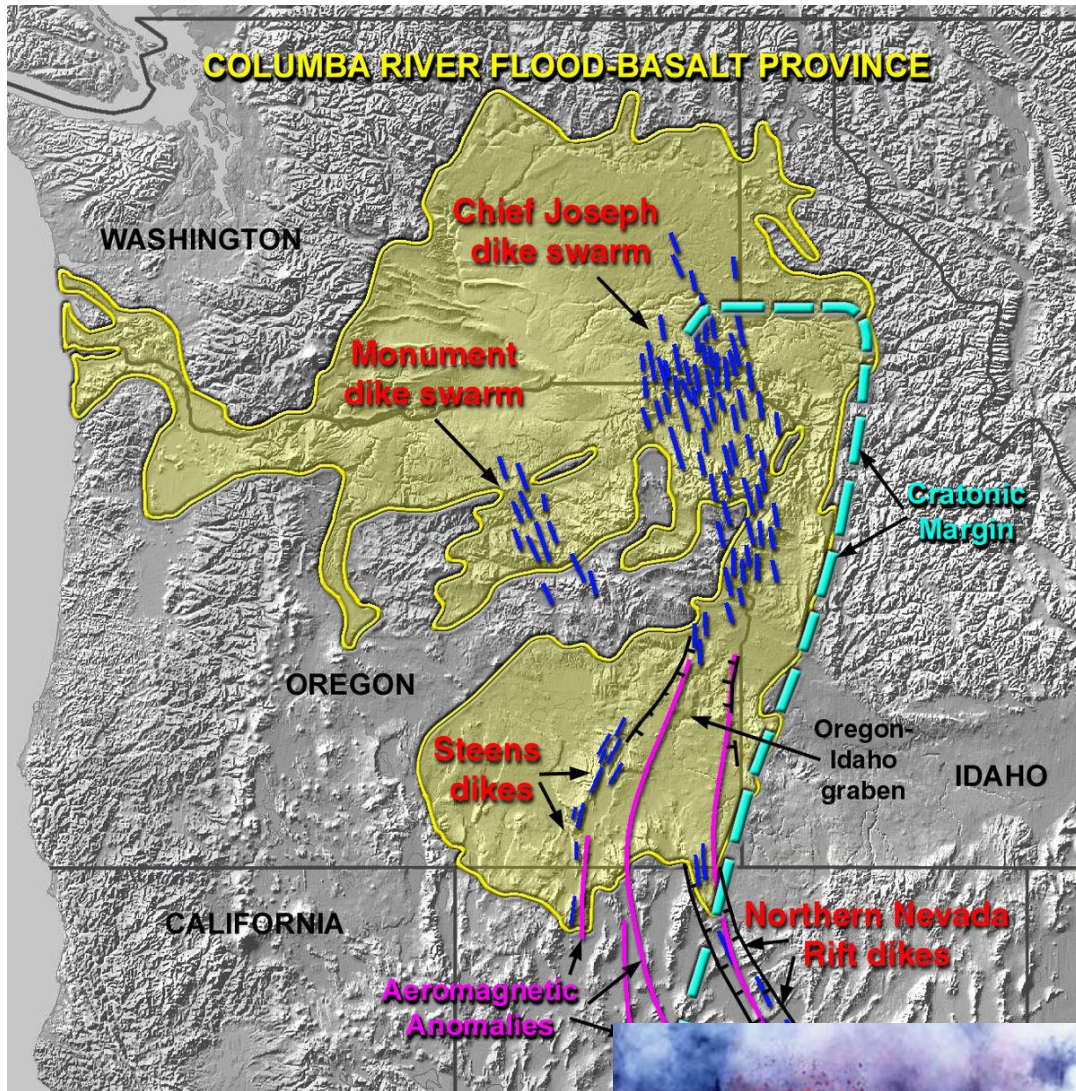 COLUMBA RIVER FLOOD-BASALT PROVINCE
Chief Joseph
dike swarm
WASHINGTON
Monument
dike swarm
Cratonic
Margin
OREGON
Oregon-
Idaho
graben
IDAHO
Steens
dikes
CALIFORNIA
Northern Nevada
Rift dikes
Aeromagnetic
Anomalies